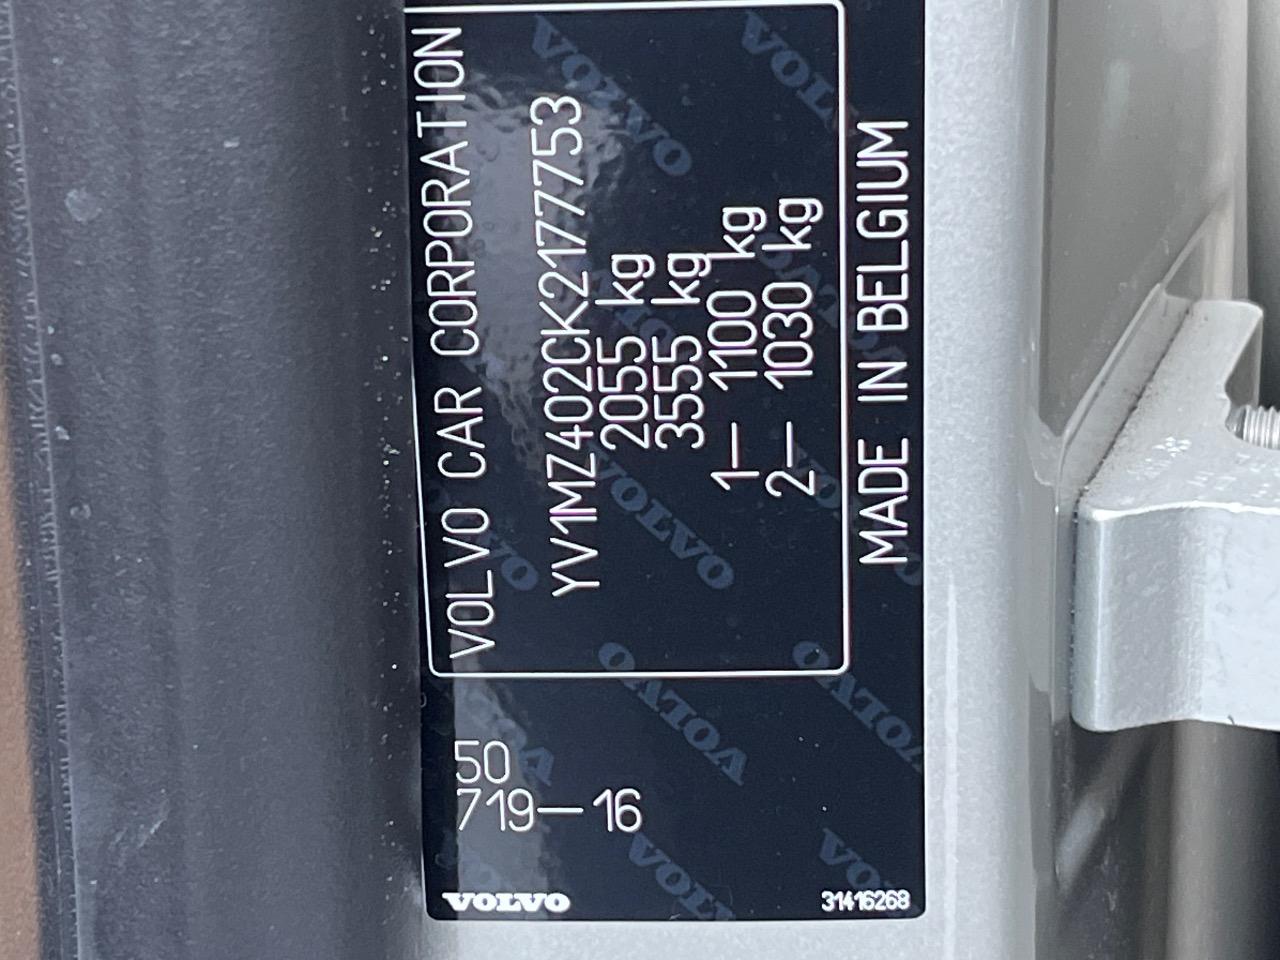 VOLVO CAR CORPORATION
YV1MZ402CK2177753
2055 kg
3555 kg
1— 1100 kg
2— 1030 kg
MADE IN BELGIUM
50
719—16
VOLVO
31416268